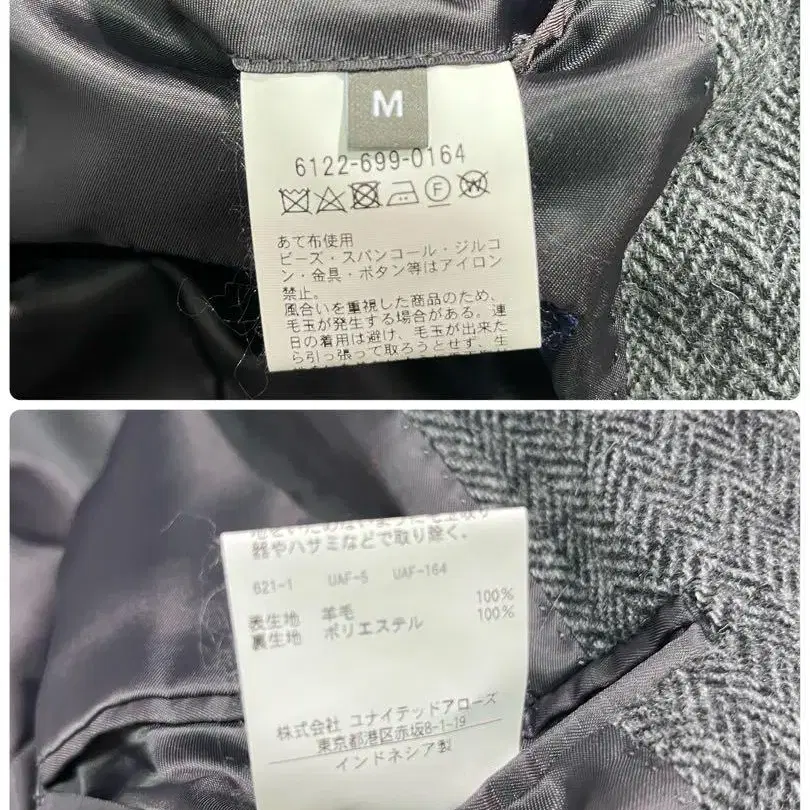 M
6122-699-0164
F
W
あて布使用
ビーズ・スパンコール・ジルコ
ン・金具・ボタン等はアイロン
禁止。
風合いを重視した商品のため、
毛玉が発生する場合がある。連
日の着用は避け、毛玉が出来た
ら引っ張って取ろうとせず、生
器やハサミなどで取り除く。
621-1 UAF-5 UAF-164
表生地 羊毛 100%
裏生地 ポリエステル 100%
株式会社 ユナイテッドアローズ
東京都港区赤坂8-1-19
インドネシア製